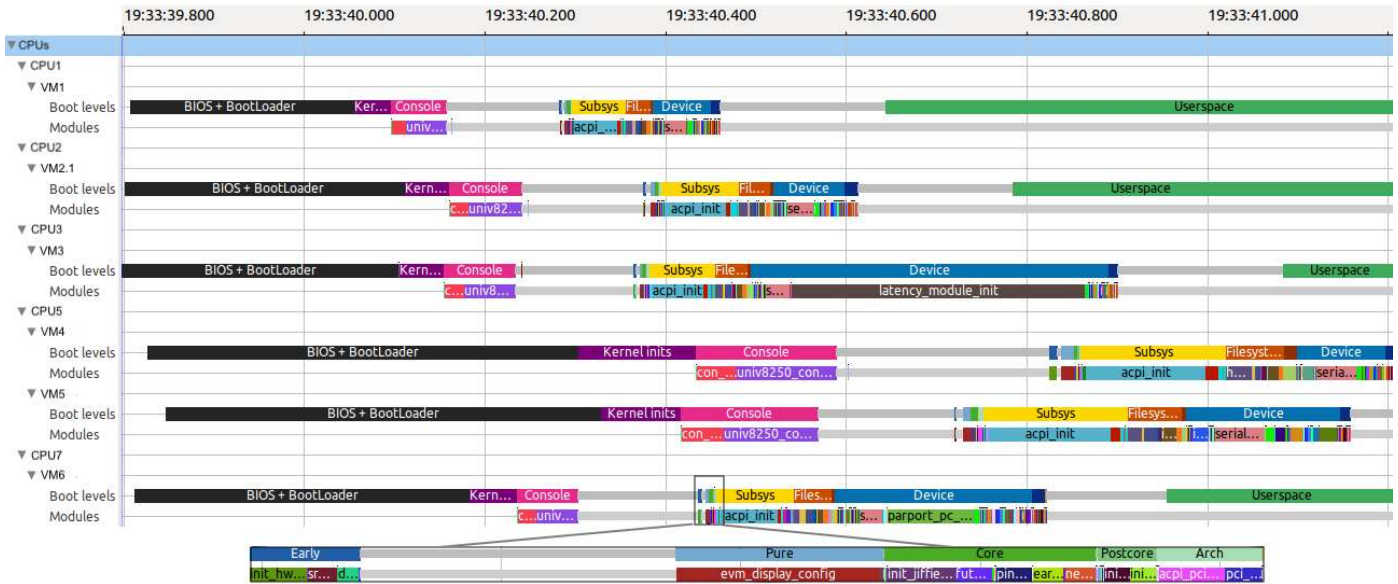 19:33:39.800 19:33:40.000 19:33:40.200 19:33:40.400 19:33:40.600 19:33:40.800 19:33:41.000
CPUs
CPU1
VM1
Boot levels BIOS + BootLoader Ker... Console Subsys Fil... Device Userspace
Modules univ... acpi_... s...
CPU2
VM2.1
Boot levels BIOS + BootLoader Kern... Console Subsys Fil... Device Userspace
Modules c... univ82... acpi_init se...
CPU3
VM3
Boot levels BIOS + BootLoader Kern... Console Subsys File... Device Userspace
Modules c... univ8... acpi_init s... latency_module_init
CPU5
VM4
Boot levels BIOS + BootLoader Kernel inits Console Subsys Filesyst... Device
Modules con_... univ8250_con... acpi_init h... seria...
VM5
Boot levels BIOS + BootLoader Kernel inits Console Subsys Filesys... Device
Modules con_... univ8250_co... acpi_init i... i... serial...
CPU7
VM6
Boot levels BIOS + BootLoader Kern... Console Subsys Files... Device Userspace
Modules c... univ... acpi_init s... parport_pc_...
Early Pure Core Postcore Arch
init_hw... sr... d... evm_display_config init_jiffie... fut... pin... ear... ne... ini... ini... acpi_pci... pci_...